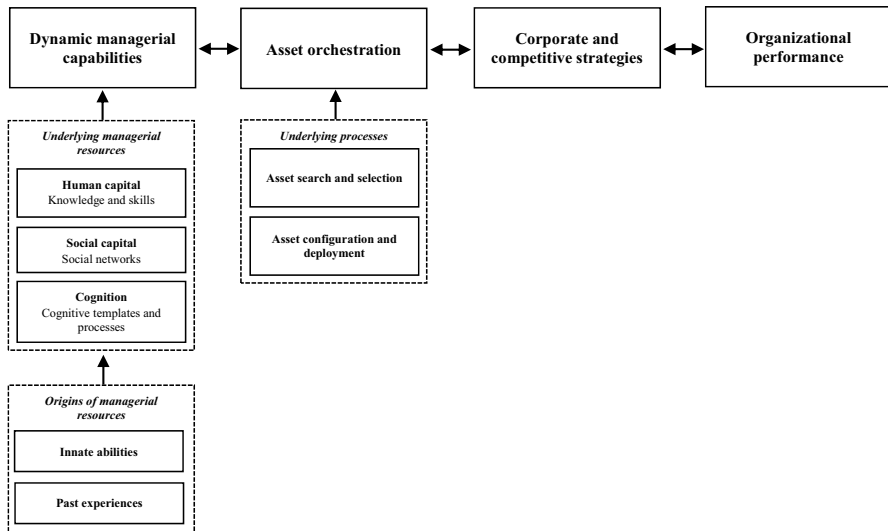 Dynamic managerial
capabilities
Asset orchestration
Corporate and
competitive strategies
Organizational
performance
Underlying managerial
resources
Human capital
Knowledge and skills
Social capital
Social networks
Cognition
Cognitive templates and
processes
Underlying processes
Asset search and selection
Asset configuration and
deployment
Origins of managerial
resources
Innate abilities
Past experiences